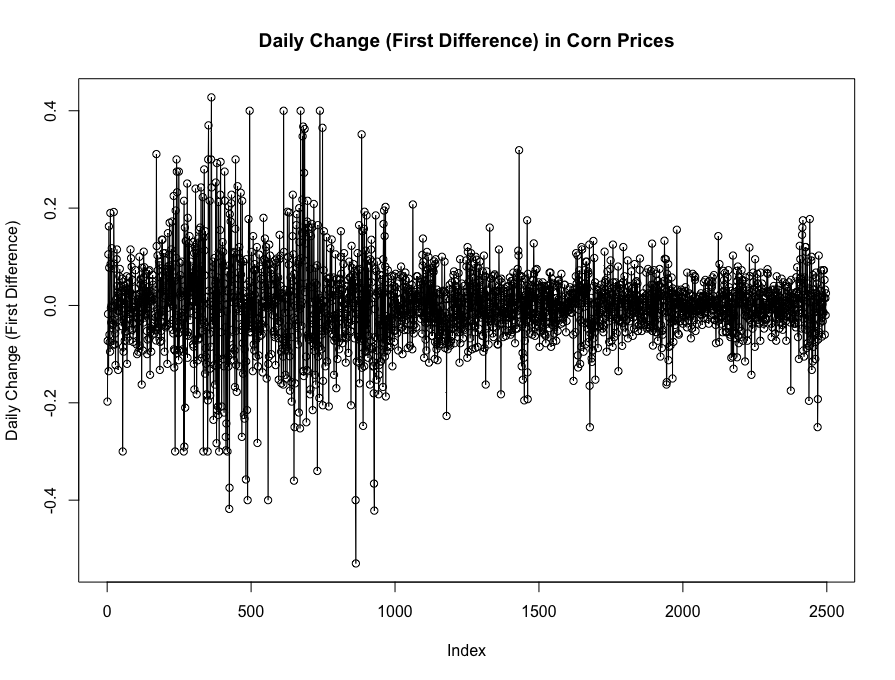 Daily Change (First Difference) in Corn Prices
Daily Change (First Difference)
0.4
0.2
0.0
-0.2
-0.4
0 500 1000 1500 2000 2500
Index